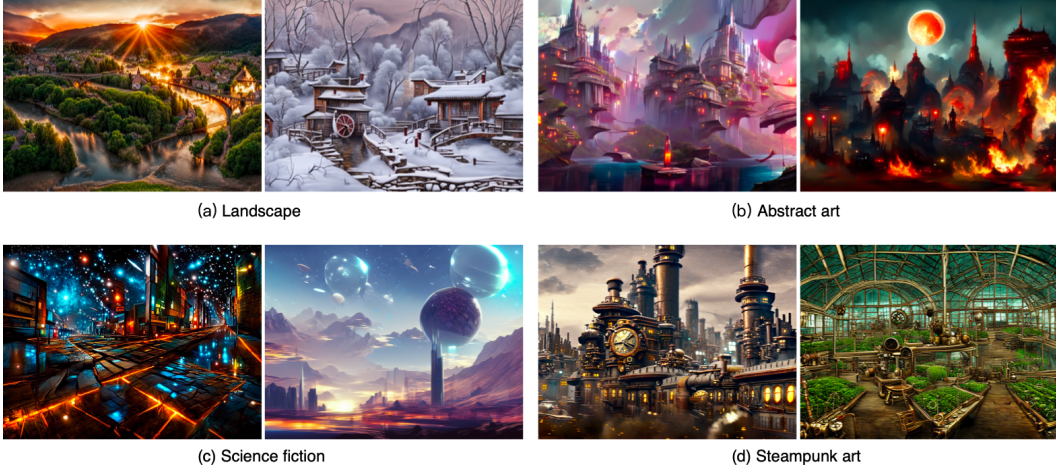 (a) Landscape
(b) Abstract art
(c) Science fiction
(d) Steampunk art